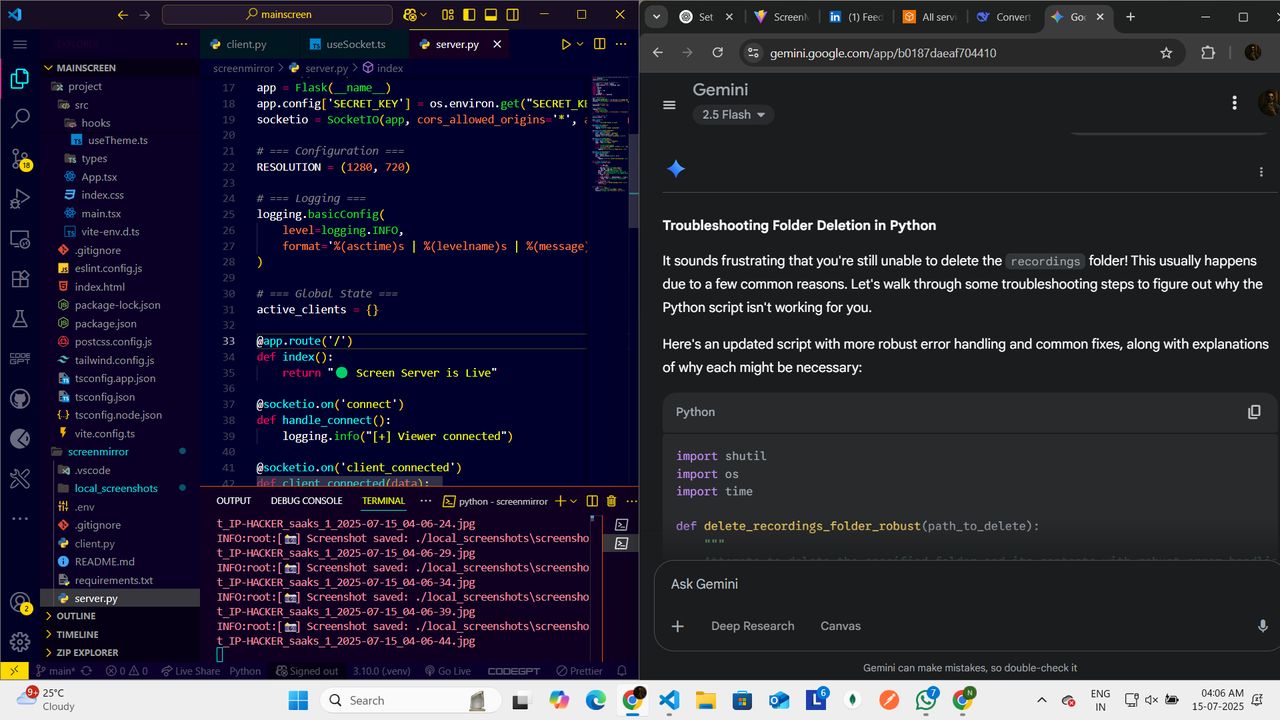 mainscreen
client.py
useSocket.ts
server.py
MAINSCREEN
project
src
hooks
useTheme.ts
types
App.tsx
index.css
main.tsx
vite-env.d.ts
.gitignore
eslint.config.js
index.html
package-lock.json
package.json
postcss.config.js
tailwind.config.js
tsconfig.app.json
tsconfig.json
tsconfig.node.json
vite.config.ts
screenmirror
.vscode
local_screenshots
.env
.gitignore
client.py
README.md
requirements.txt
server.py
OUTLINE
TIMELINE
ZIP EXPLORER
18
CODEGPT
2
screenmirror > server.py > index
17 app = Flask(__name__)
18 app.config['SECRET_KEY'] = os.environ.get("SECRET_KE
19 socketio = SocketIO(app, cors_allowed_origins='*', a
20
21 # === Configuration ===
22 RESOLUTION = (1280, 720)
23
24 # === Logging ===
25 logging.basicConfig(
26 level=logging.INFO,
27 format='%(asctime)s | %(levelname)s | %(message)
28 )
29
30 # === Global State ===
31 active_clients = {}
32
33 @app.route('/')
34 def index():
35 return "🟢 Screen Server is Live"
36
37 @socketio.on('connect')
38 def handle_connect():
39 logging.info("[+] Viewer connected")
40
41 @socketio.on('client_connected')
42 def client_connected(data):
OUTPUT DEBUG CONSOLE TERMINAL ... python - screenmirror
t_IP-HACKER_saaks_1_2025-07-15_04-06-24.jpg
INFO:root:[📸] Screenshot saved: ./local_screenshots\screensho
t_IP-HACKER_saaks_1_2025-07-15_04-06-29.jpg
INFO:root:[📸] Screenshot saved: ./local_screenshots\screensho
t_IP-HACKER_saaks_1_2025-07-15_04-06-34.jpg
INFO:root:[📸] Screenshot saved: ./local_screenshots\screensho
t_IP-HACKER_saaks_1_2025-07-15_04-06-39.jpg
INFO:root:[📸] Screenshot saved: ./local_screenshots\screensho
t_IP-HACKER_saaks_1_2025-07-15_04-06-44.jpg
main* 0 0 Live Share Python Signed out 3.10.0 (.venv) Go Live CODEGPT Prettier
Set ScreenM (1) Feed All servi Convert Goo
gemini.google.com/app/b0187daeaf704410
Gemini
2.5 Flash
Troubleshooting Folder Deletion in Python
It sounds frustrating that you're still unable to delete the recordings folder! This usually happens
due to a few common reasons. Let's walk through some troubleshooting steps to figure out why the
Python script isn't working for you.
Here's an updated script with more robust error handling and common fixes, along with explanations
of why each might be necessary:
Python
import shutil
import os
import time
def delete_recordings_folder_robust(path_to_delete):
"""
Ask Gemini
Deep Research Canvas
Gemini can make mistakes, so double-check it
9+
25°C
Cloudy
Search
6
7
N
ENG
IN
04:06 AM
15-07-2025